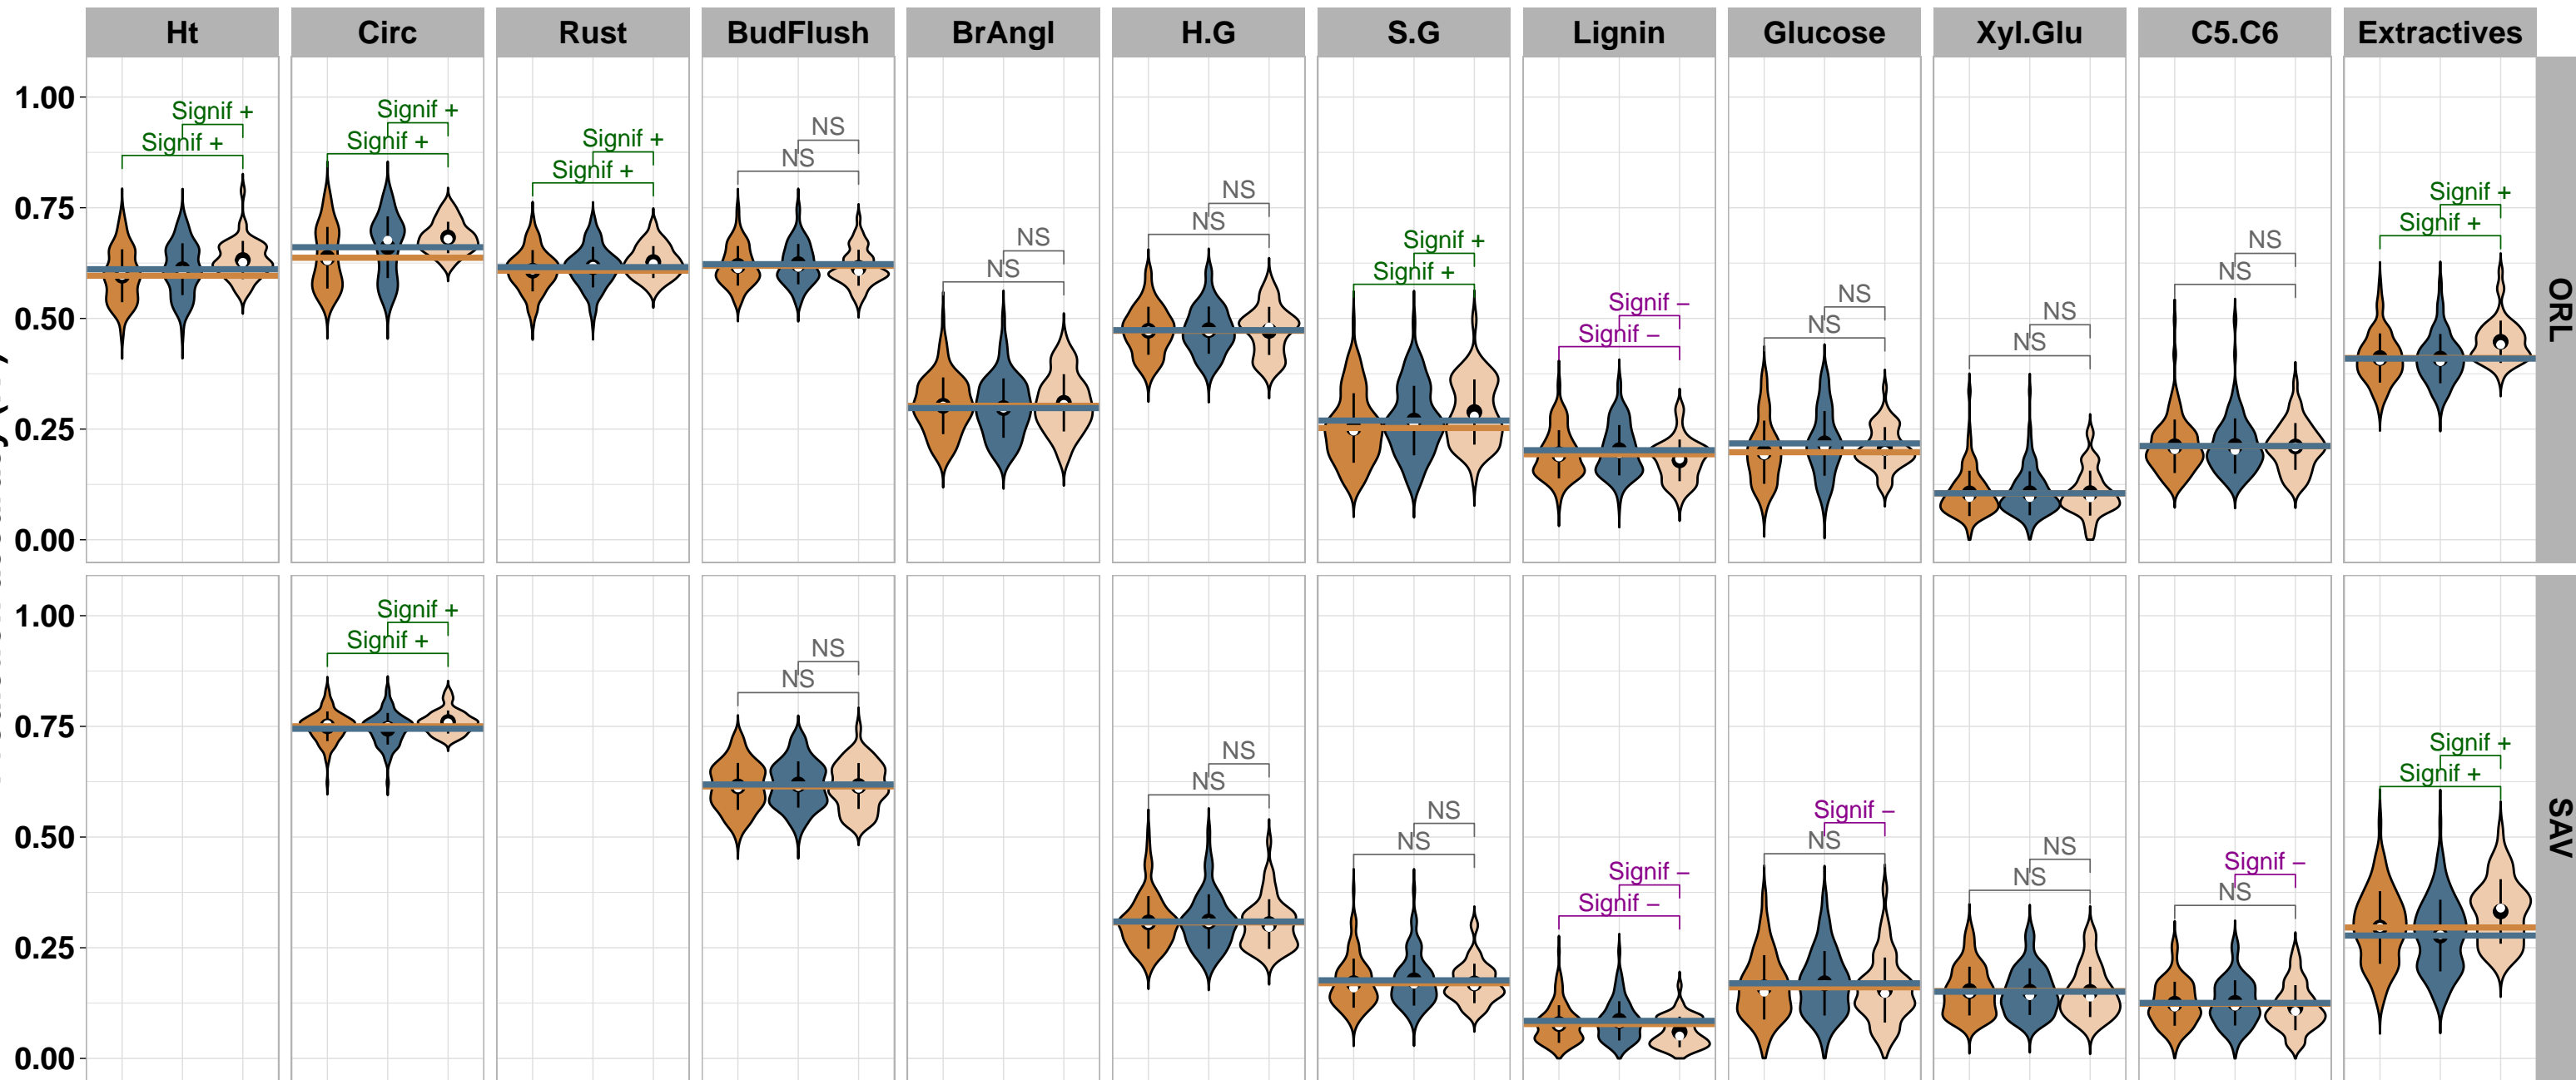 Ht Circ Rust BudFlush BrAngl H.G S.G Lignin Glucose Xyl.Glu C5.C6 Extractives
ORL
1.00
0.75
0.50
0.25
0.00
Signif +
Signif +
Signif +
Signif +
Signif +
Signif +
NS
NS
NS
NS
NS
NS
Signif +
Signif +
Signif –
Signif –
NS
NS
NS
NS
NS
NS
Signif +
Signif +
SAV
1.00
0.75
0.50
0.25
0.00
Signif +
Signif +
NS
NS
NS
NS
NS
NS
Signif –
Signif –
Signif –
NS
NS
NS
Signif –
NS
Signif +
Signif +